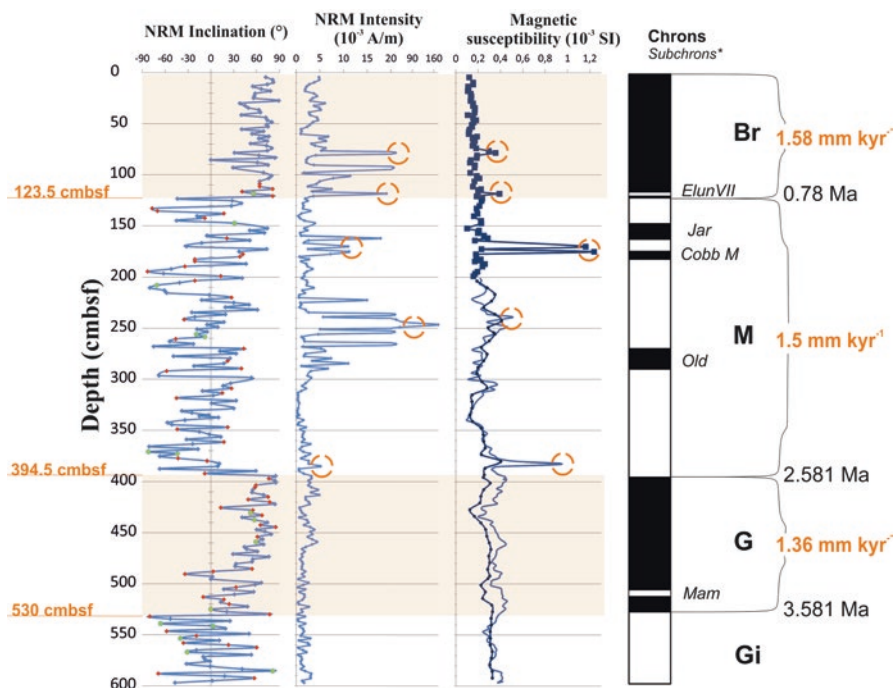 NRM Inclination (°)
NRM Intensity
(10⁻³ A/m)
Magnetic
susceptibility (10⁻³ SI)
Chrons
Subchrons*
-90 -60 -30 0 30 60 90
0 5 10 20 90 160
0 0,2 0,4 0,6 0,8 1 1,2
Depth (cmbsf)
0
50
100
150
200
250
300
350
400
450
500
550
600
123.5 cmbsf
394.5 cmbsf
530 cmbsf
Br
1.58 mm kyr⁻¹
ElunVII
0.78 Ma
Jar
Cobb M
M
1.5 mm kyr⁻¹
Old
2.581 Ma
G
1.36 mm kyr⁻¹
Mam
3.581 Ma
Gi